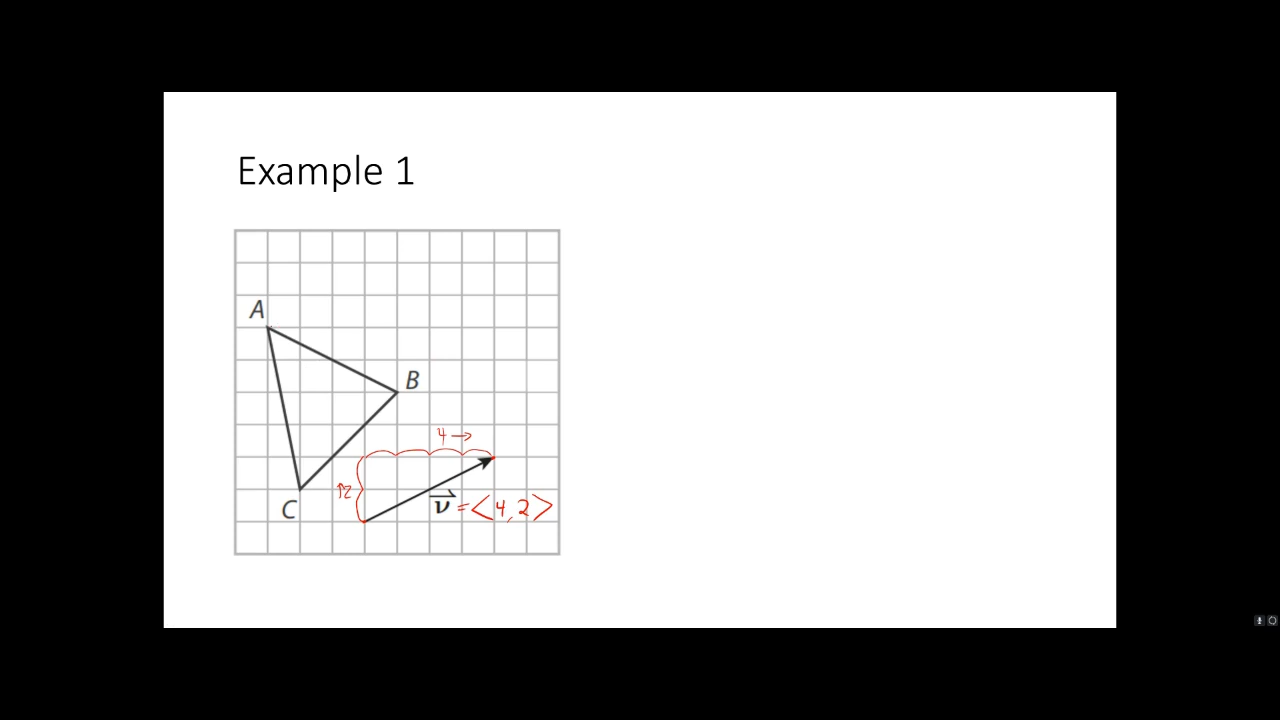 Example 1
A
B
4 →
↑2
C
v⃗ = <4, 2>